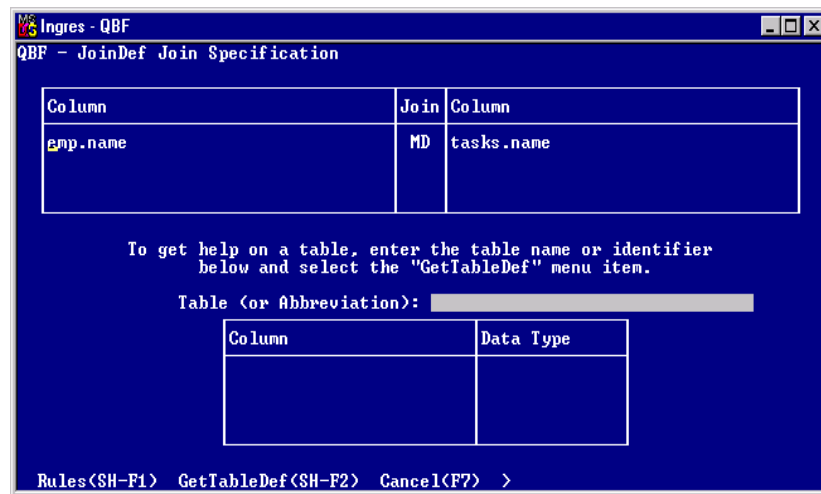 Ingres - QBF
QBF - JoinDef Join Specification
Column Join Column
emp.name MD tasks.name
To get help on a table, enter the table name or identifier
below and select the "GetTableDef" menu item.
Table (or Abbreviation):
Column Data Type
Rules(SH-F1) GetTableDef(SH-F2) Cancel(F7) >